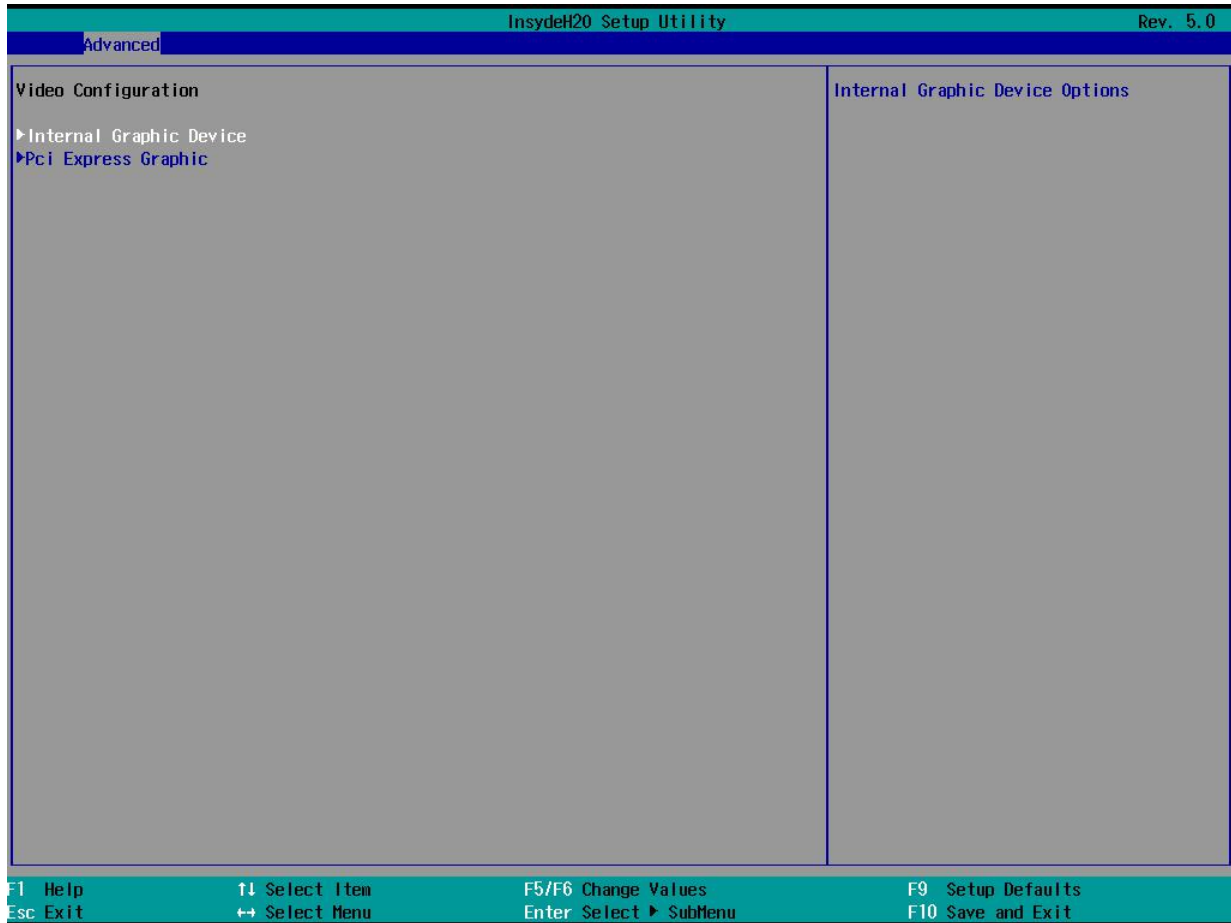 InsydeH20 Setup Utility Rev. 5.0
Advanced
Video Configuration
Internal Graphic Device Options
▶Internal Graphic Device
▶Pci Express Graphic
F1 Help ↑↓ Select Item F5/F6 Change Values F9 Setup Defaults
Esc Exit ↔ Select Menu Enter Select ▶ SubMenu F10 Save and Exit